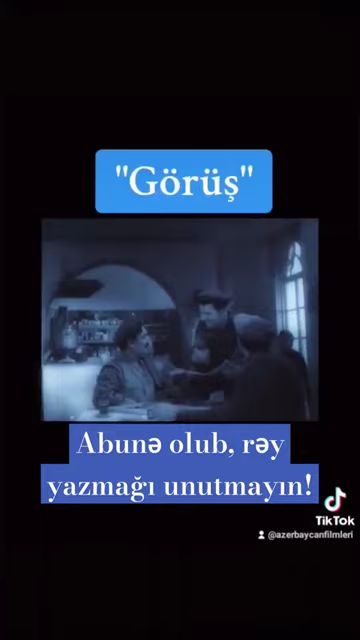 "Görüş"
Abunə olub, rəy
yazmağı unutmayın!
TikTok
@azerbaycanfilmleri